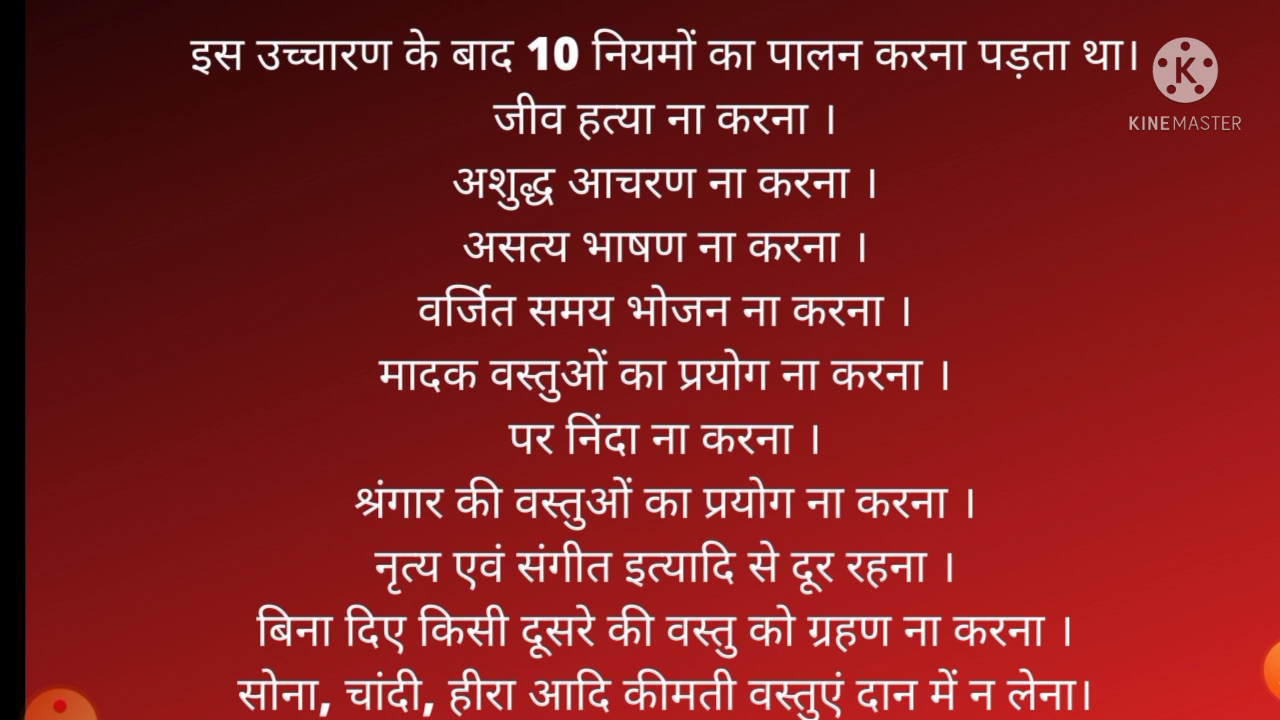 इस उच्चारण के बाद 10 नियमों का पालन करना पड़ता था।
जीव हत्या ना करना ।
अशुद्ध आचरण ना करना ।
असत्य भाषण ना करना ।
वर्जित समय भोजन ना करना ।
मादक वस्तुओं का प्रयोग ना करना ।
पर निंदा ना करना ।
श्रंगार की वस्तुओं का प्रयोग ना करना ।
नृत्य एवं संगीत इत्यादि से दूर रहना ।
बिना दिए किसी दूसरे की वस्तु को ग्रहण ना करना ।
सोना, चांदी, हीरा आदि कीमती वस्तुएं दान में न लेना।
K
KINEMASTER